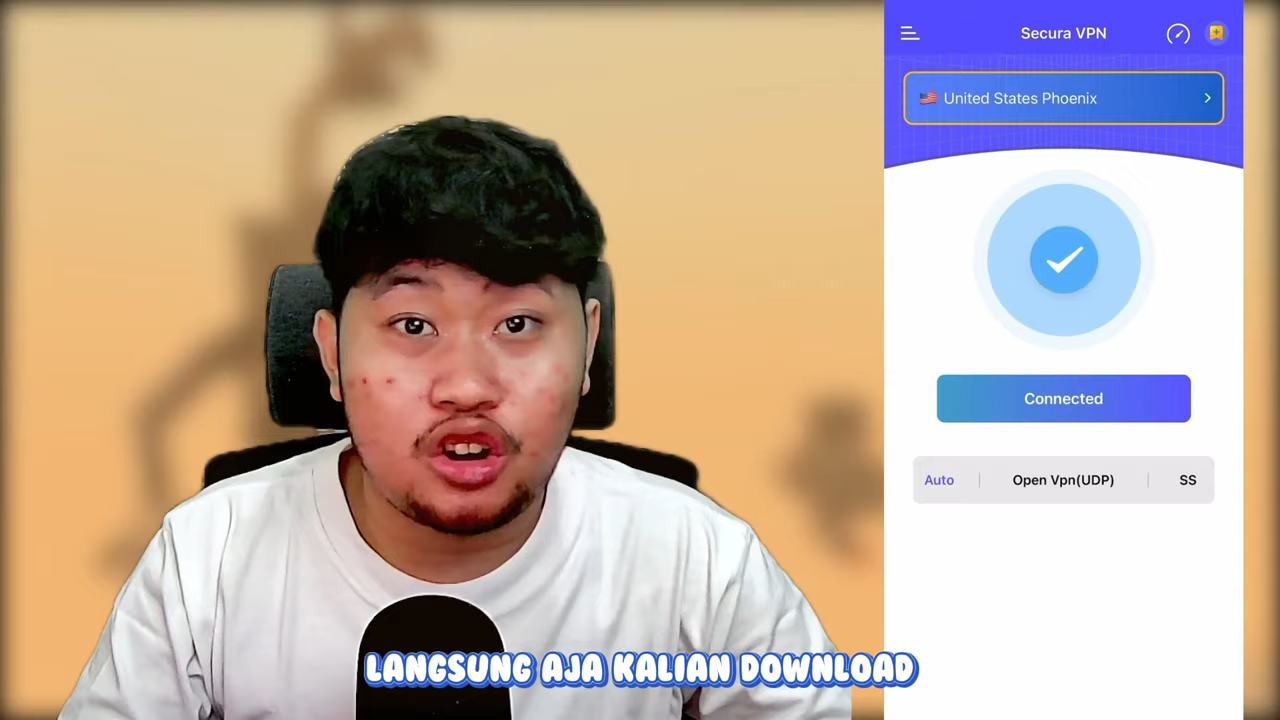 Secura VPN
United States Phoenix
Connected
Auto
Open Vpn(UDP)
SS
LANGSUNG AJA KALIAN DOWNLOAD